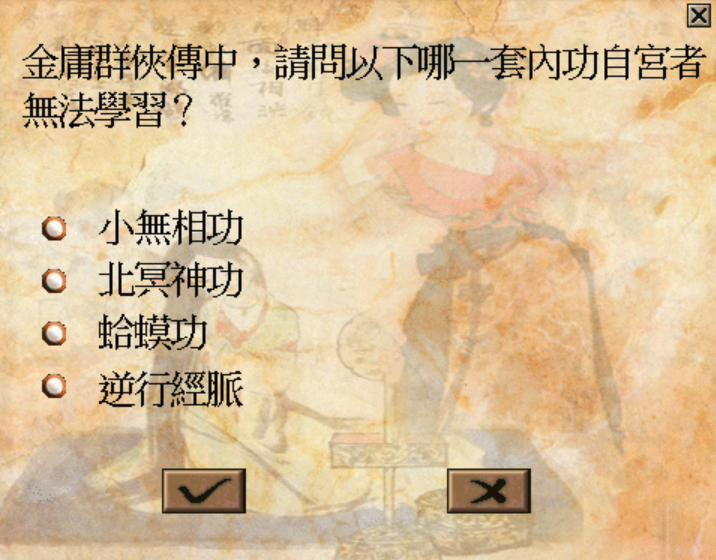 金庸群俠傳中，請問以下哪一套內功自宮者
無法學習？
小無相功
北冥神功
蛤蟆功
逆行經脈